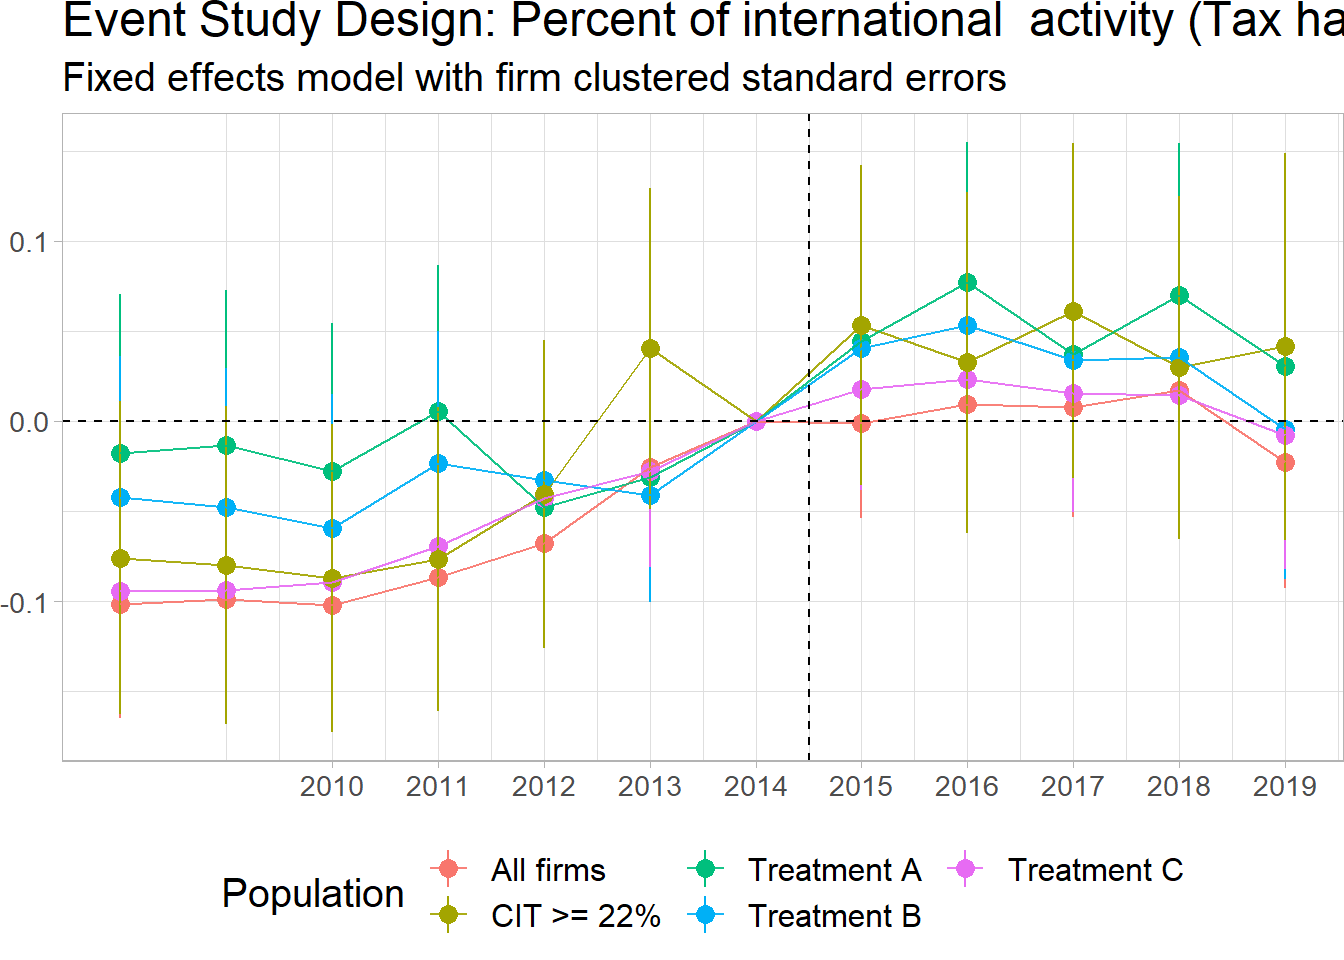 Event Study Design: Percent of international  activity (Tax ha
Fixed effects model with firm clustered standard errors
0.1
0.0
-0.1
2010 2011 2012 2013 2014 2015 2016 2017 2018 2019
Population
All firms Treatment A Treatment C
CIT >= 22% Treatment B